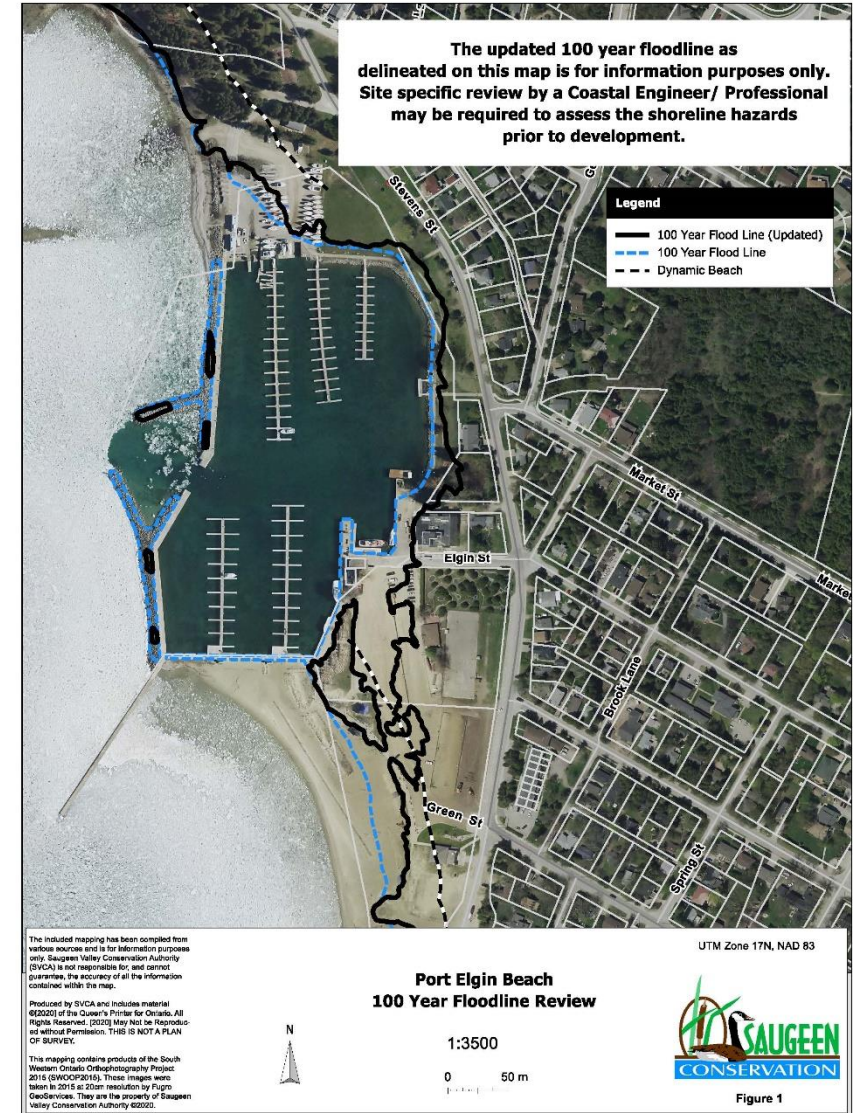 The updated 100 year floodline as
delineated on this map is for information purposes only.
Site specific review by a Coastal Engineer/ Professional
may be required to assess the shoreline hazards
prior to development.
Stevens St
Legend
100 Year Flood Line (Updated)
100 Year Flood Line
Dynamic Beach
Market St
Elgin St
Brook Lane
Green St
Spring St
The included mapping has been compiled from
various sources and is for information purposes
only. Saugeen Valley Conservation Authority
(SVCA) is not responsible for, and cannot
guarantee, the accuracy of all the information
contained within the map.
Produced by SVCA and includes material
©[2020] of the Queen's Printer for Ontario. All
Rights Reserved. [2020] May Not be Reproduc-
ed without Permission. THIS IS NOT A PLAN
OF SURVEY.
This mapping contains products of the South
Western Ontario Orthophotography Project
2015 (SWOOP2015). These images were
taken in 2015 at 20cm resolution by Fugro
GeoServices. They are the property of Saugeen
Valley Conservation Authority ©2020.
N
Port Elgin Beach
100 Year Floodline Review
1:3500
0 50 m
UTM Zone 17N, NAD 83
SAUGEEN
CONSERVATION
Figure 1